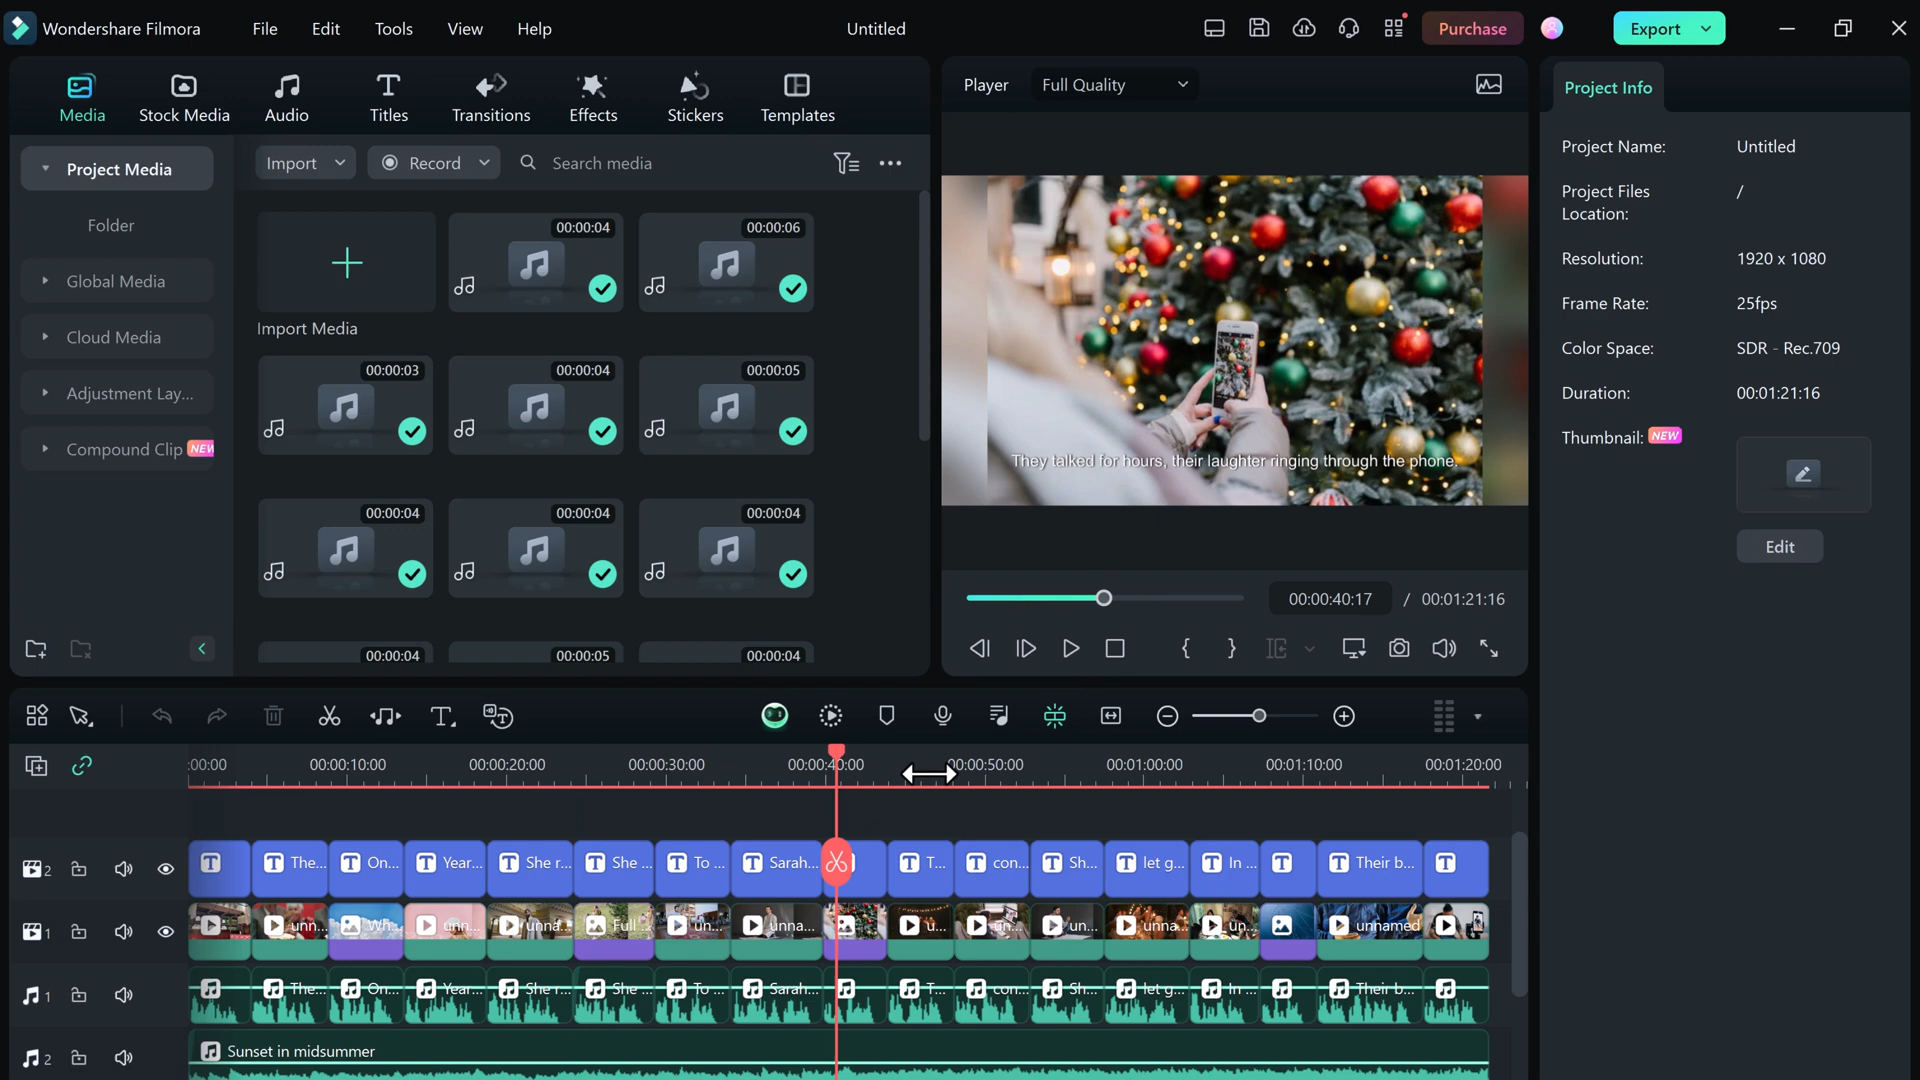 Wondershare Filmora
File
Edit
Tools
View
Help
Untitled
Purchase
Export
Media
Stock Media
Audio
Titles
Transitions
Effects
Stickers
Templates
Player
Full Quality
Project Info
Project Media
Folder
Global Media
Cloud Media
Adjustment Lay...
Compound Clip NEW
Import
Record
Search media
00:00:04
00:00:06
Import Media
00:00:03
00:00:04
00:00:05
00:00:04
00:00:04
00:00:04
00:00:04
00:00:05
00:00:04
They talked for hours, their laughter ringing through the phone.
00:00:40:17 / 00:01:21:16
Project Name: Untitled
Project Files
Location: /
Resolution: 1920 x 1080
Frame Rate: 25fps
Color Space: SDR - Rec.709
Duration: 00:01:21:16
Thumbnail: NEW
Edit
:00:00 00:00:10:00 00:00:20:00 00:00:30:00 00:00:40:00 00:00:50:00 00:01:00:00 00:01:10:00 00:01:20:00
2 The... On... Year... She r... She ... To ... Sarah... T... con... Sh... let g... In ... Their b...
1 unn... Wh... unn... unna... Full... un... unna... u... un... un... unna... un... unnamed
1 The... On... Year... She r... She ... To ... Sarah... T... con... Sh... let g... In ... Their b...
2 Sunset in midsummer